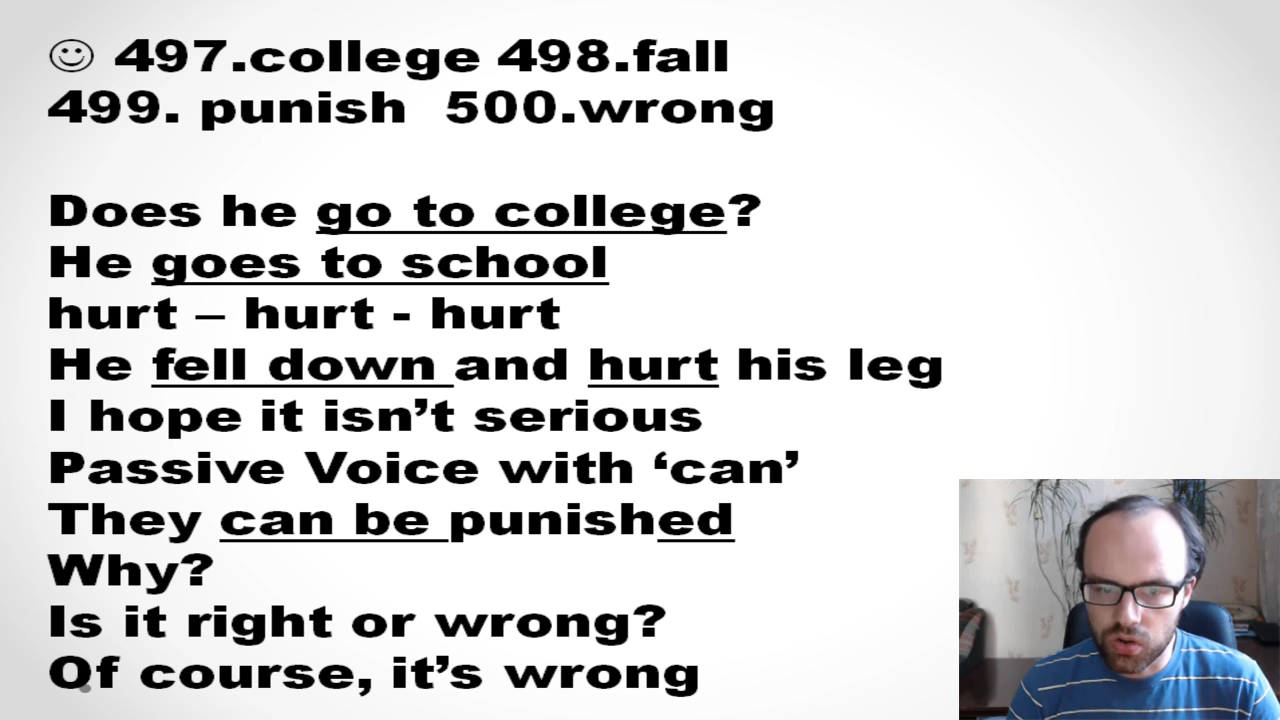 ☺ 497.college 498.fall
499. punish 500.wrong
Does he go to college?
He goes to school
hurt – hurt - hurt
He fell down and hurt his leg
I hope it isn’t serious
Passive Voice with ‘can’
They can be punished
Why?
Is it right or wrong?
Of course, it’s wrong